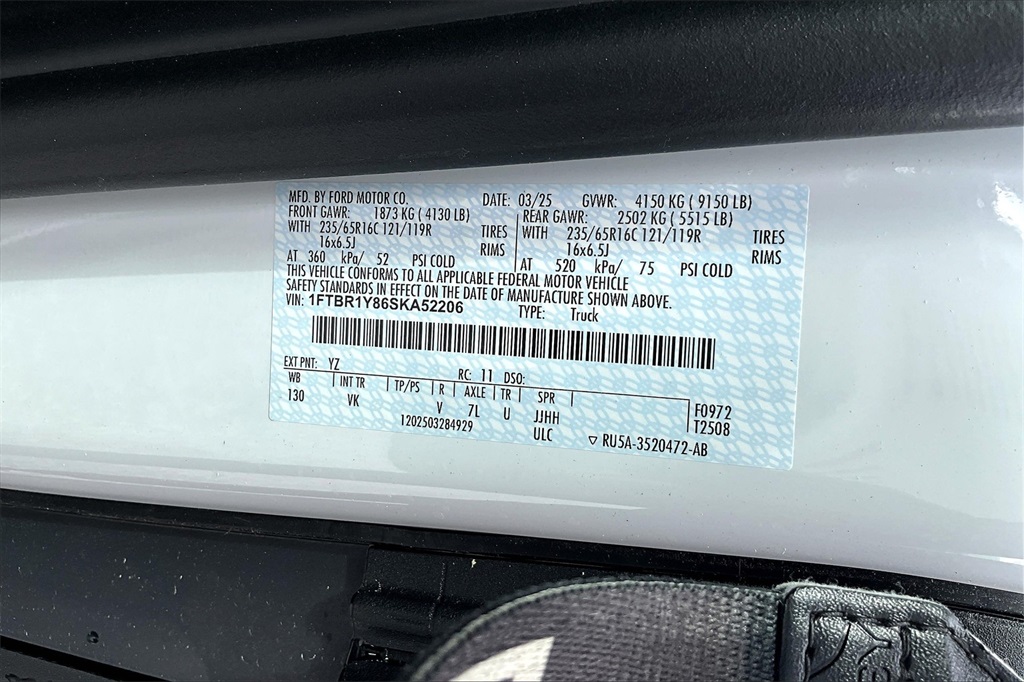 MFD. BY FORD MOTOR CO. DATE: 03/25 GVWR: 4150 KG ( 9150 LB)
FRONT GAWR: 1873 KG ( 4130 LB) REAR GAWR: 2502 KG ( 5515 LB)
WITH 235/65R16C 121/119R TIRES WITH 235/65R16C 121/119R TIRES
16x6.5J RIMS 16x6.5J RIMS
AT 360 kPa/ 52 PSI COLD AT 520 kPa/ 75 PSI COLD
THIS VEHICLE CONFORMS TO ALL APPLICABLE FEDERAL MOTOR VEHICLE
SAFETY STANDARDS IN EFFECT ON THE DATE OF MANUFACTURE SHOWN ABOVE.
VIN: 1FTBR1Y86SKA52206 TYPE: Truck
EXT PNT: YZ RC: 11 DSO:
WB INT TR TP/PS R AXLE TR SPR
130 VK V 7L U JJHH F0972
1202503284929 ULC T2508
RU5A-3520472-AB